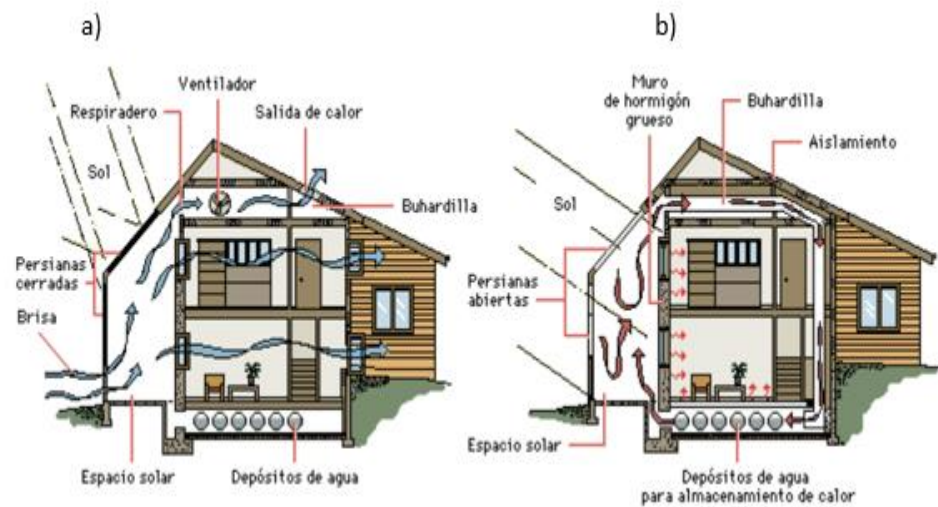 a)
Ventilador
Respiradero
Salida de calor
Sol
Buhardilla
Persianas
cerradas
Brisa
Espacio solar
Depósitos de agua
b)
Muro
de hormigón
grueso
Buhardilla
Aislamiento
Sol
Persianas
abiertas
Espacio solar
Depósitos de agua
para almacenamiento de calor